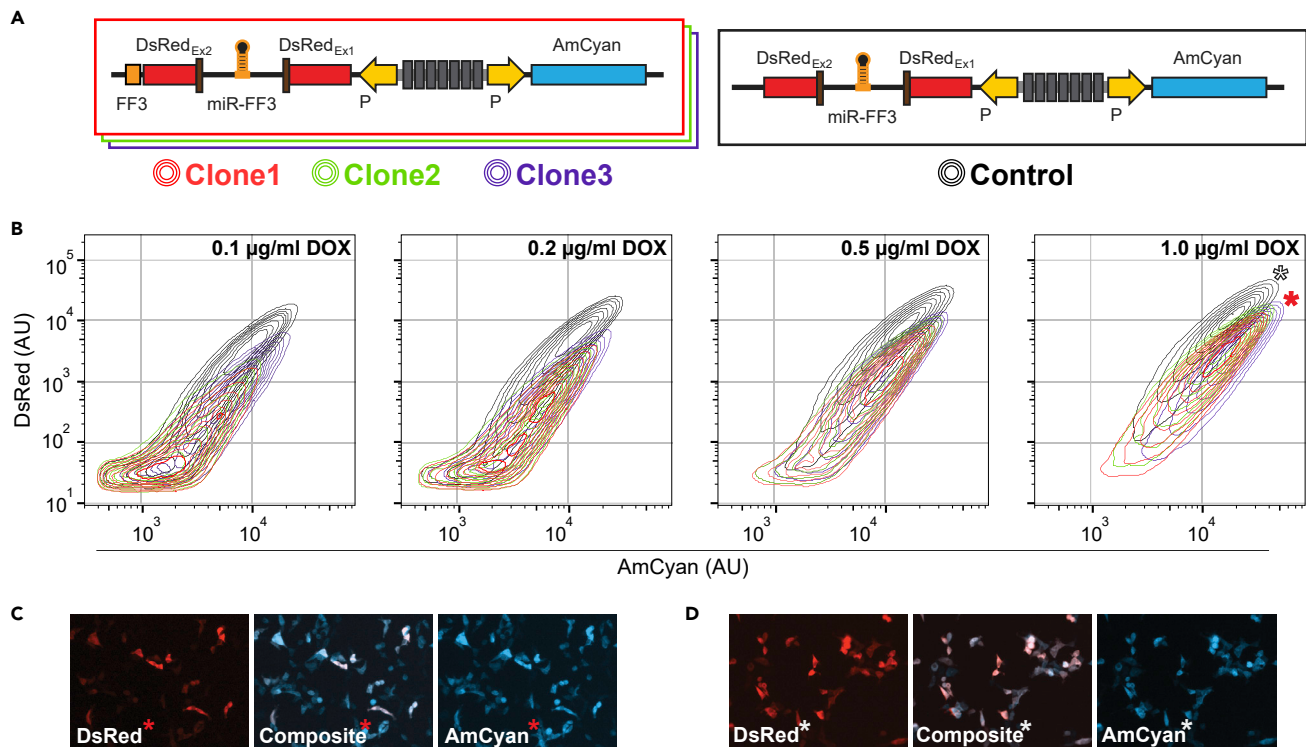 A
DsRedEx2 DsRedEx1 AmCyan
FF3 miR-FF3 P P
DsRedEx2 DsRedEx1 AmCyan
miR-FF3 P P
Clone1 Clone2 Clone3 Control
B
0.1 µg/ml DOX 0.2 µg/ml DOX 0.5 µg/ml DOX 1.0 µg/ml DOX
DsRed (AU)
10⁵
10⁴
10³
10²
10¹
10³ 10⁴ 10³ 10⁴ 10³ 10⁴ 10³ 10⁴
AmCyan (AU)
C
DsRed* Composite* AmCyan*
D
DsRed* Composite* AmCyan*